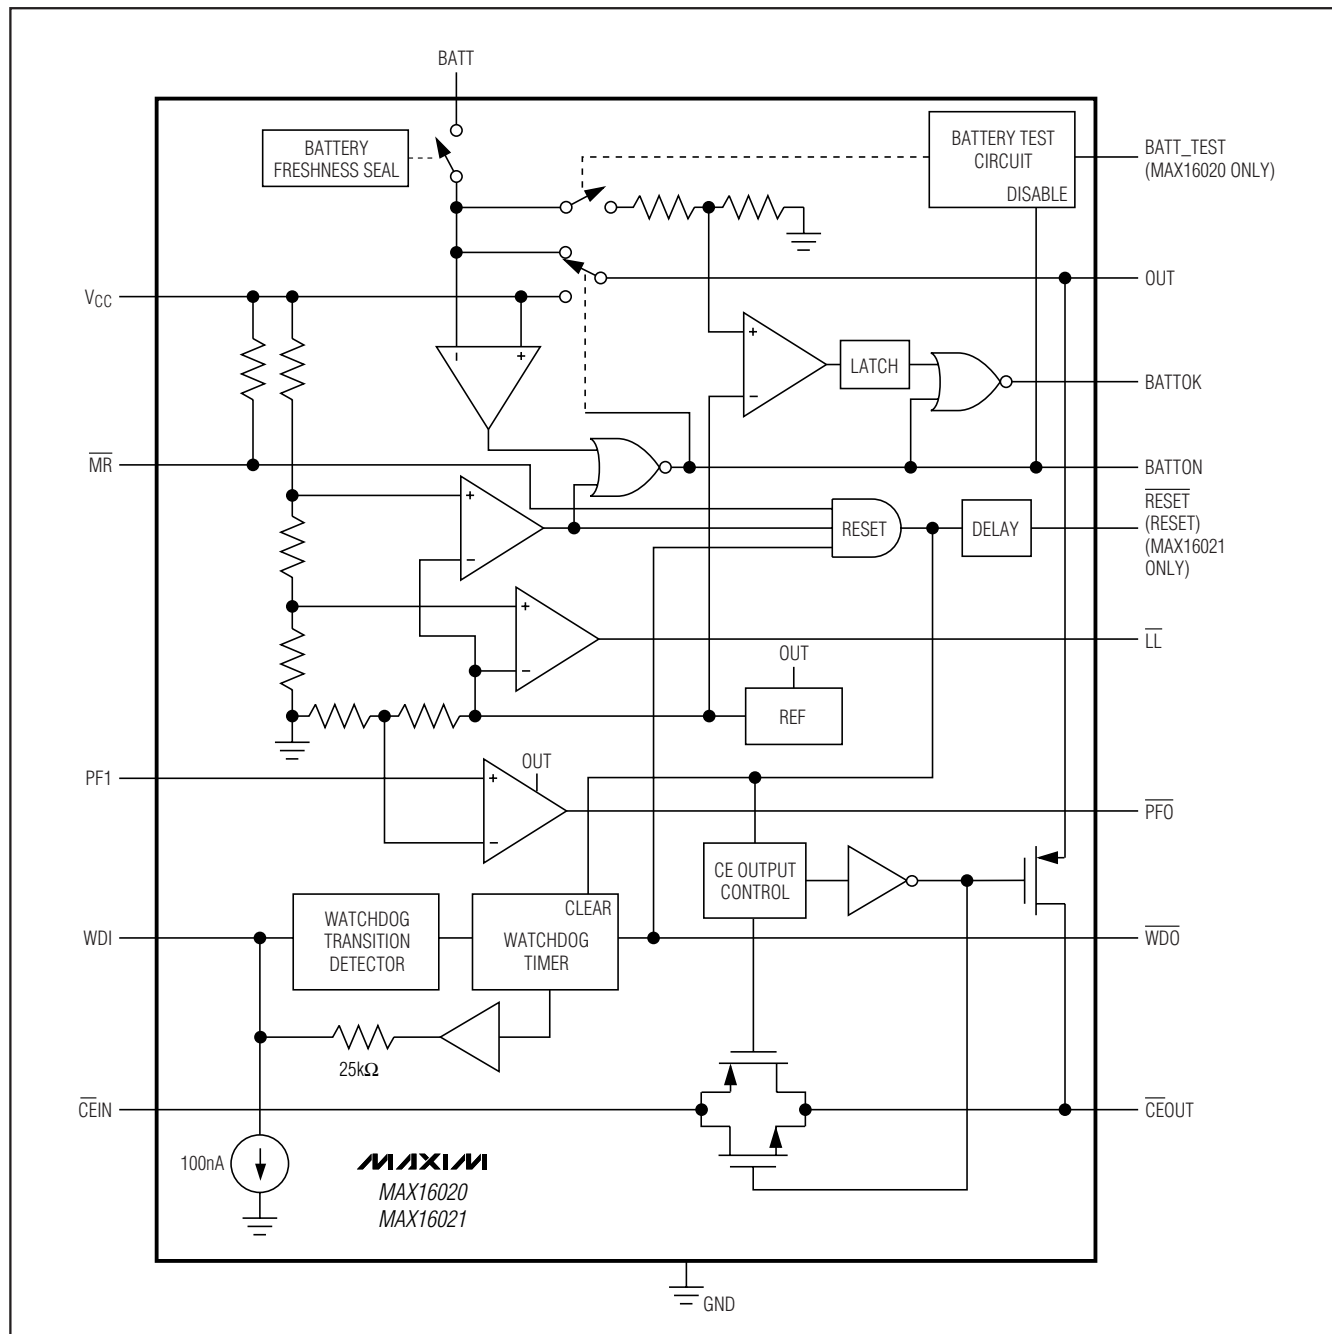 BATT
BATTERY
FRESHNESS SEAL
BATTERY TEST
CIRCUIT
DISABLE
BATT_TEST
(MAX16020 ONLY)
VCC
OUT
+
−
+
−
LATCH
BATTOK
MR
BATTON
+
−
RESET
DELAY
RESET
(RESET)
(MAX16021
ONLY)
+
−
LL
OUT
REF
PF1
+
−
OUT
PFO
CE OUTPUT
CONTROL
WDI
WATCHDOG
TRANSITION
DETECTOR
CLEAR
WATCHDOG
TIMER
WDO
25kΩ
CEIN
CEOUT
100nA
MAXIM
MAX16020
MAX16021
GND